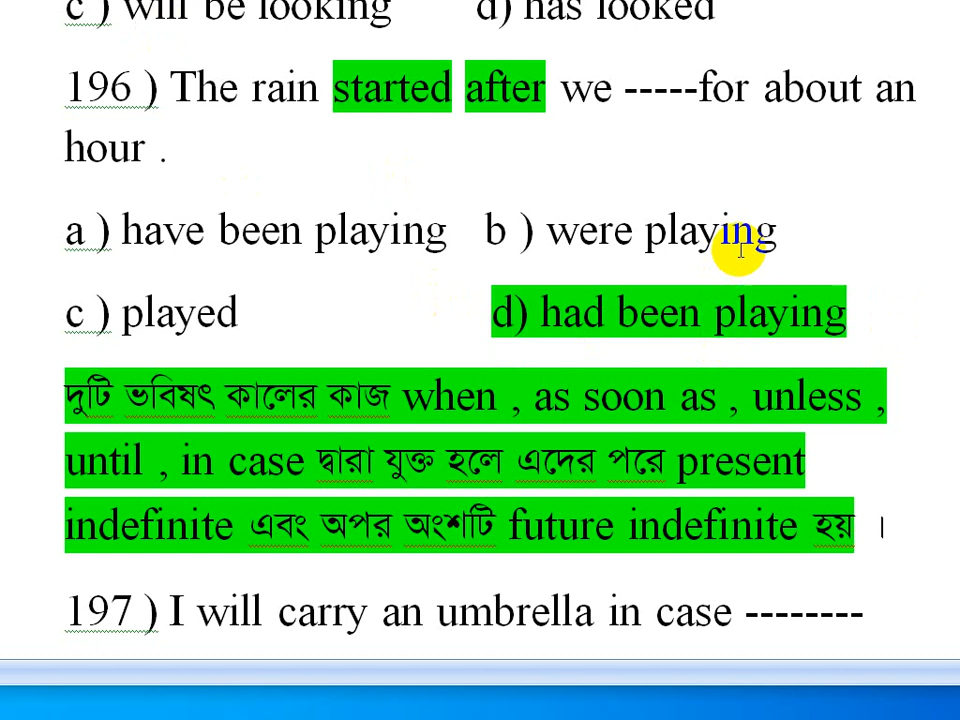 c ) will be looking d) has looked
196 ) The rain started after we -----for about an
hour .
a ) have been playing b ) were playing
c ) played d) had been playing
দুটি ভবিষৎ কালের কাজ when , as soon as , unless ,
until , in case দ্বারা যুক্ত হলে এদের পরে present
indefinite এবং অপর অংশটি future indefinite হয় ।
197 ) I will carry an umbrella in case --------